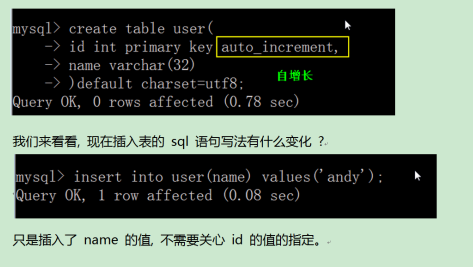 mysql> create table user(
-> id int primary key auto_increment,
-> name varchar(32)
-> )default charset=utf8;
自增长
Query OK, 0 rows affected (0.78 sec)
我们来看看, 现在插入表的 sql 语句写法有什么变化 ?
mysql> insert into user(name) values('andy');
Query OK, 1 row affected (0.08 sec)
只是插入了 name 的值, 不需要关心 id 的值的指定。